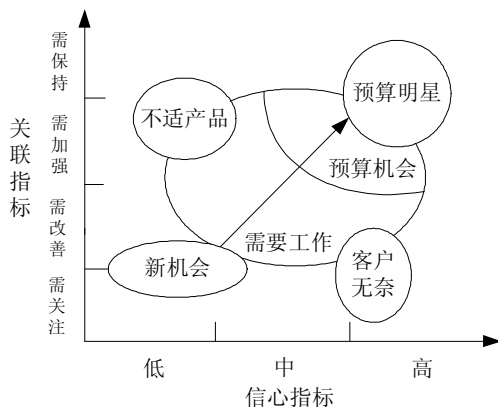 需保持
需加强
需改善
需关注
关联指标
不适产品
预算明星
预算机会
需要工作
新机会
客户
无奈
低
中
高
信心指标